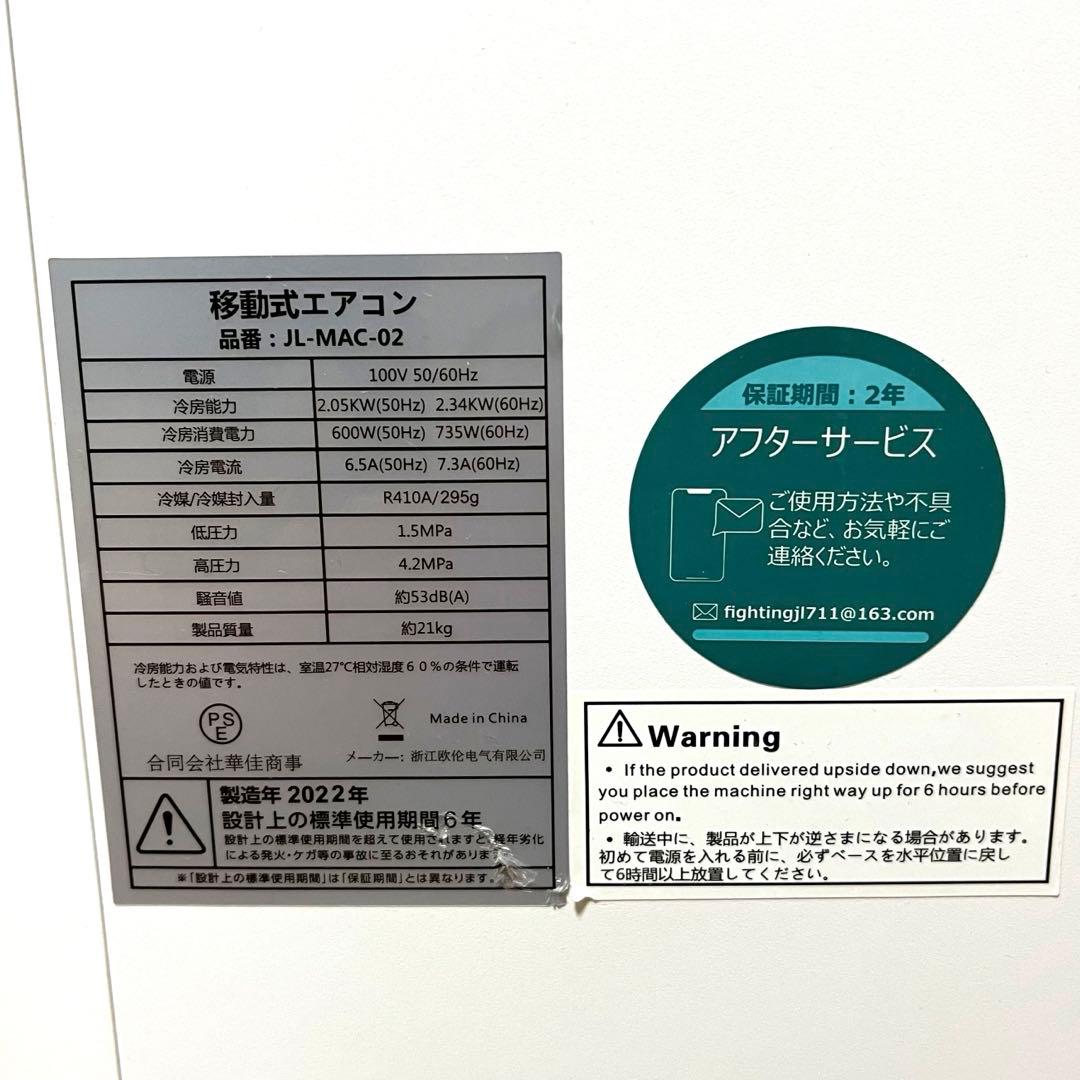 移動式エアコン
品番：JL-MAC-02
電源 100V 50/60Hz
冷房能力 2.05KW(50Hz) 2.34KW(60Hz)
冷房消費電力 600W(50Hz) 735W(60Hz)
冷房電流 6.5A(50Hz) 7.3A(60Hz)
冷媒/冷媒封入量 R410A/295g
低圧力 1.5MPa
高圧力 4.2MPa
騒音値 約53dB(A)
製品質量 約21kg
冷房能力および電気特性は、室温27℃相対湿度60%の条件で運転
したときの値です。
PS
E
Made in China
合同会社華佳商事
メーカー: 浙江欧伦电气有限公司
製造年 2022年
設計上の標準使用期間6年
設計上の標準使用期間を超えて使用されますと、経年劣化
による発火・ケガ等の事故に至るおそれがあります
※「設計上の標準使用期間」は「保証期間」とは異なります。
保証期間：2年
アフターサービス
ご使用方法や不具
合など、お気軽にご
連絡ください。
fightingjl711@163.com
Warning
• If the product delivered upside down,we suggest
you place the machine right way up for 6 hours before
power on。
• 輸送中に、製品が上下が逆さまになる場合があります。
初めて電源を入れる前に、必ずベースを水平位置に戻し
て6時間以上放置してください。